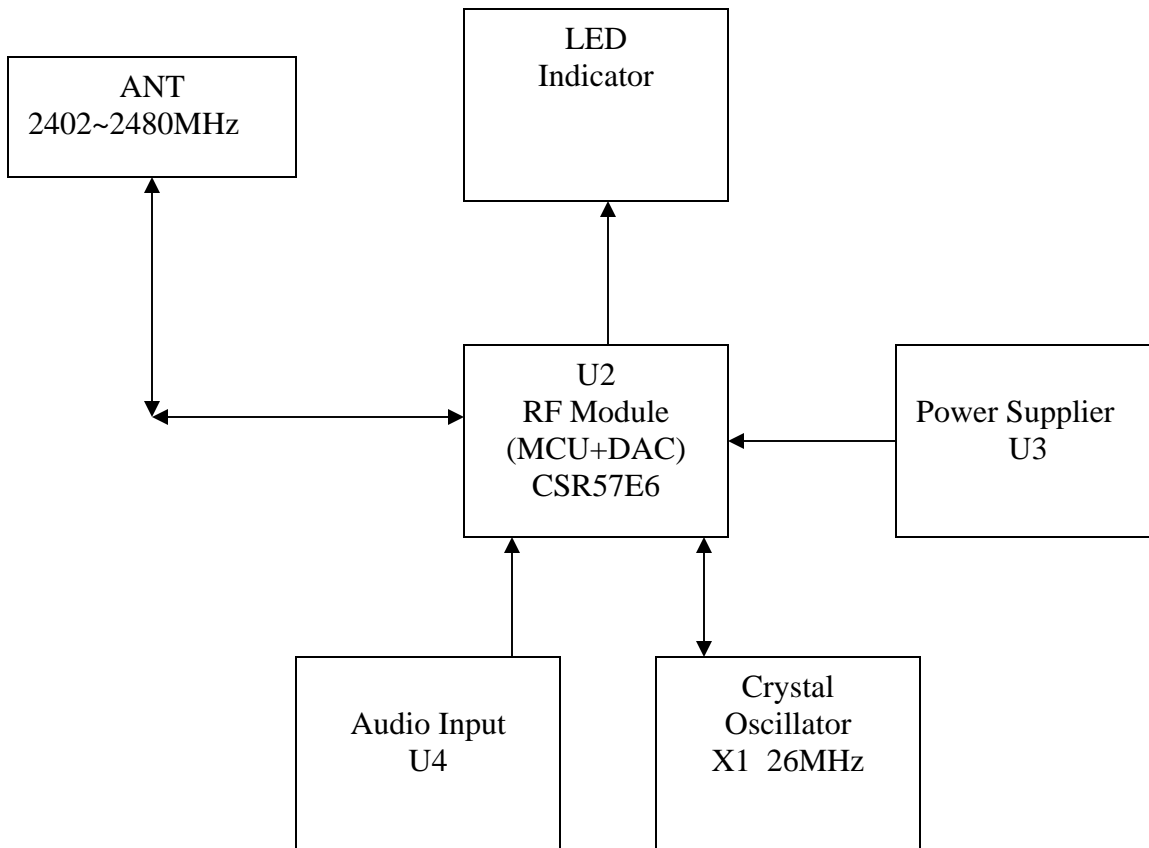 LED
Indicator
ANT
2402~2480MHz
U2
RF Module
(MCU+DAC)
CSR57E6
Power Supplier
U3
Audio Input
U4
Crystal
Oscillator
X1 26MHz